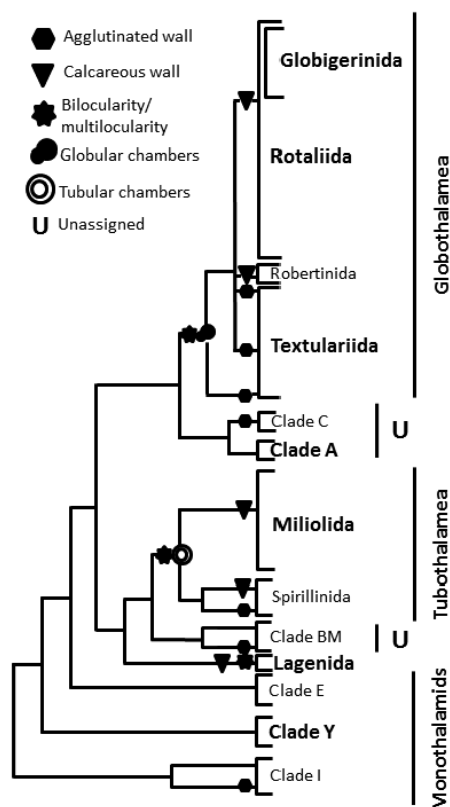 Agglutinated wall
Calcareous wall
Bilocularity/
multilocularity
Globular chambers
Tubular chambers
U Unassigned
Globigerinida
Rotaliida
Robertinida
Textulariida
Clade C
Clade A
Miliolida
Spirillinida
Clade BM
Lagenida
Clade E
Clade Y
Clade I
Globothalamea
U
Tubothalamea
U
Monothalamids